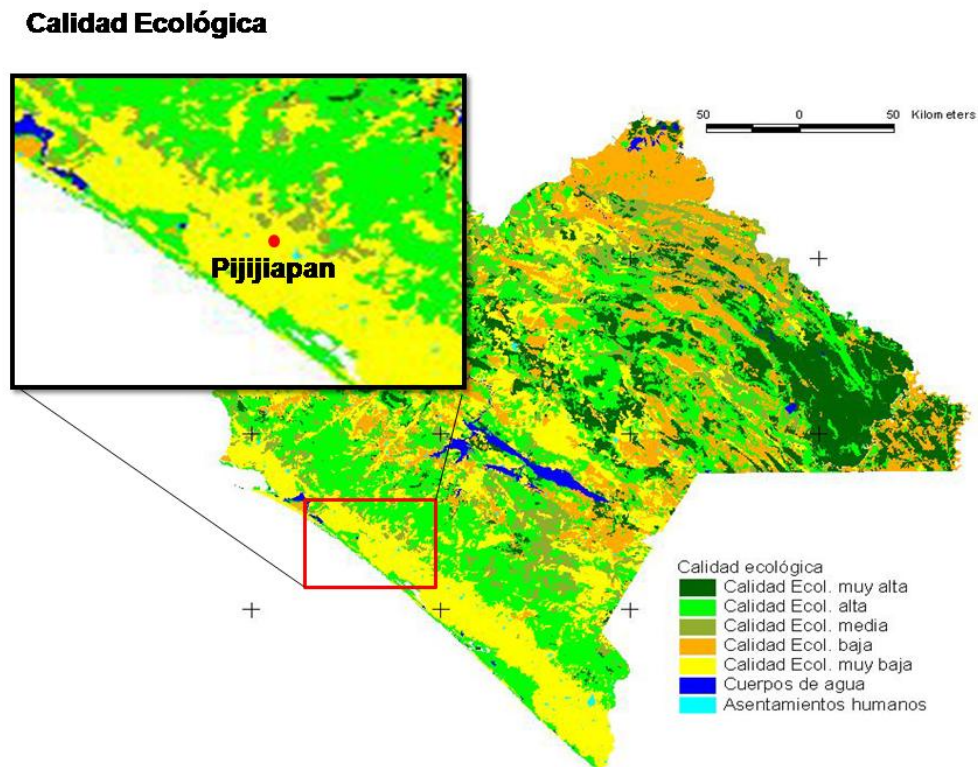 Calidad Ecológica
50 0 50 Kilometers
Pijijiapan
Calidad ecológica
Calidad Ecol. muy alta
Calidad Ecol. alta
Calidad Ecol. media
Calidad Ecol. baja
Calidad Ecol. muy baja
Cuerpos de agua
Asentamientos humanos